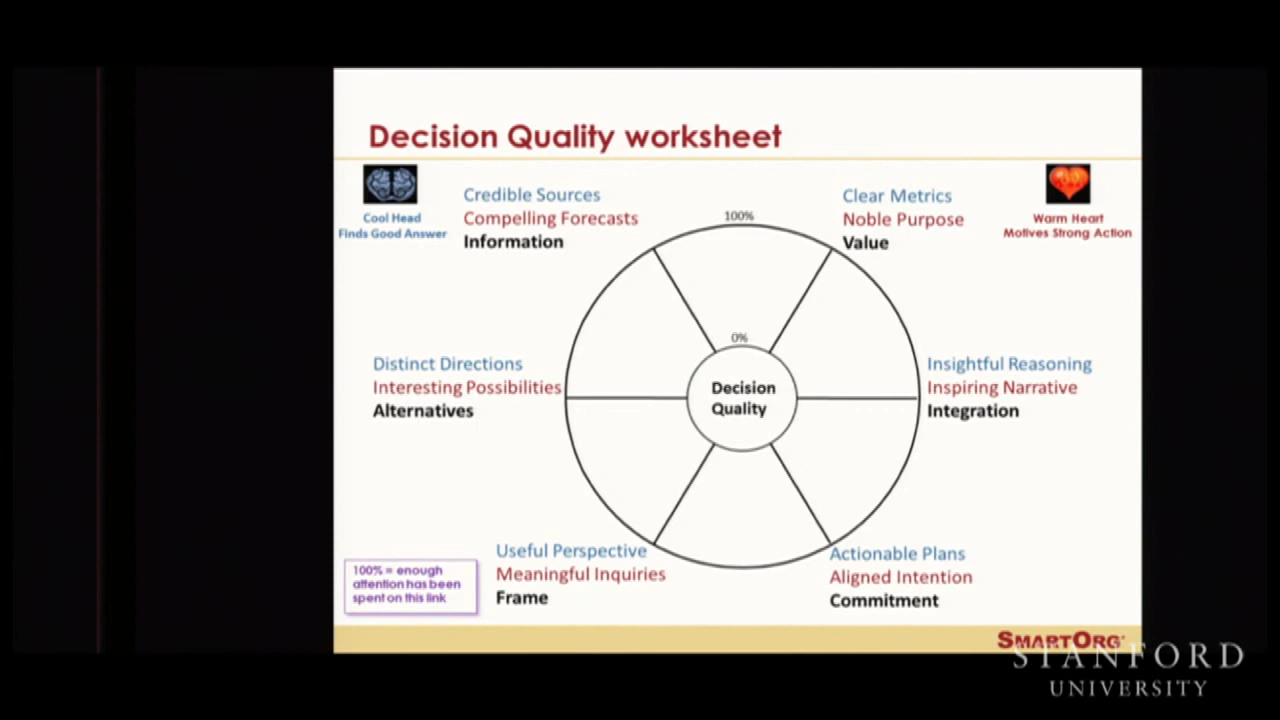 Decision Quality worksheet
Cool Head
Finds Good Answer
Credible Sources
Compelling Forecasts
Information
100%
Clear Metrics
Noble Purpose
Value
Warm Heart
Motives Strong Action
0%
Distinct Directions
Interesting Possibilities
Alternatives
Decision
Quality
Insightful Reasoning
Inspiring Narrative
Integration
100% = enough
attention has been
spent on this link
Useful Perspective
Meaningful Inquiries
Frame
Actionable Plans
Aligned Intention
Commitment
SMARTORG
STANFORD
UNIVERSITY